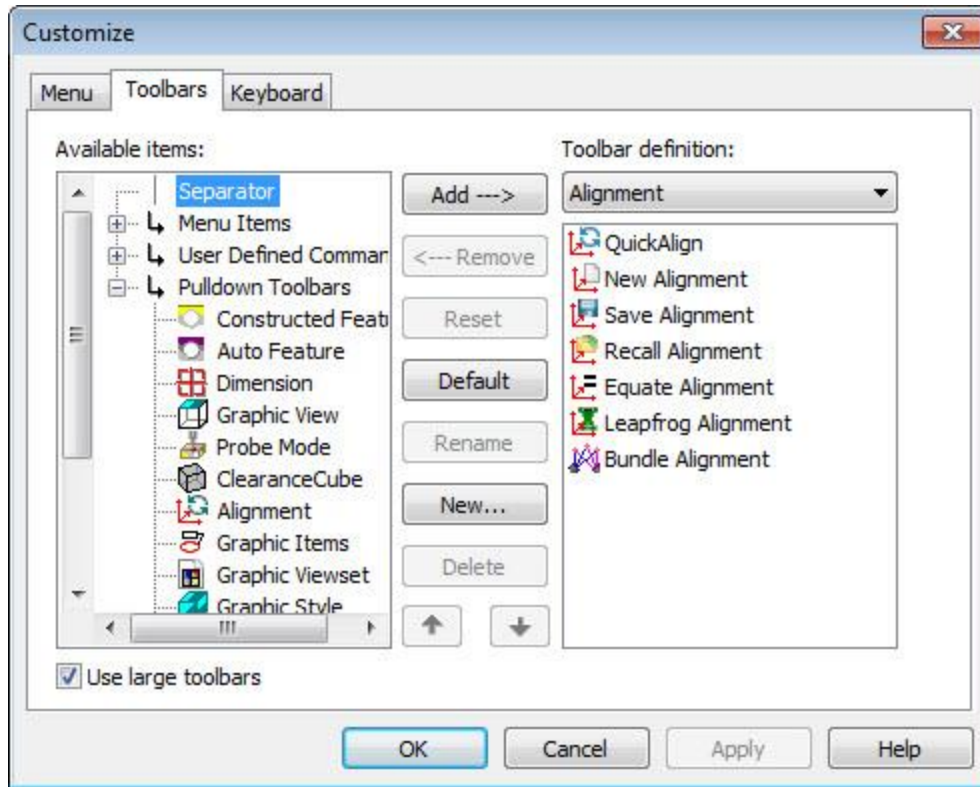 Customize
Menu
Toolbars
Keyboard
Available items:
Separator
Menu Items
User Defined Comman
Pulldown Toolbars
Constructed Feat
Auto Feature
Dimension
Graphic View
Probe Mode
ClearanceCube
Alignment
Graphic Items
Graphic Viewset
Graphic Style
Add --->
<--- Remove
Reset
Default
Rename
New...
Delete
Toolbar definition:
Alignment
QuickAlign
New Alignment
Save Alignment
Recall Alignment
Equate Alignment
Leapfrog Alignment
Bundle Alignment
Use large toolbars
OK
Cancel
Apply
Help